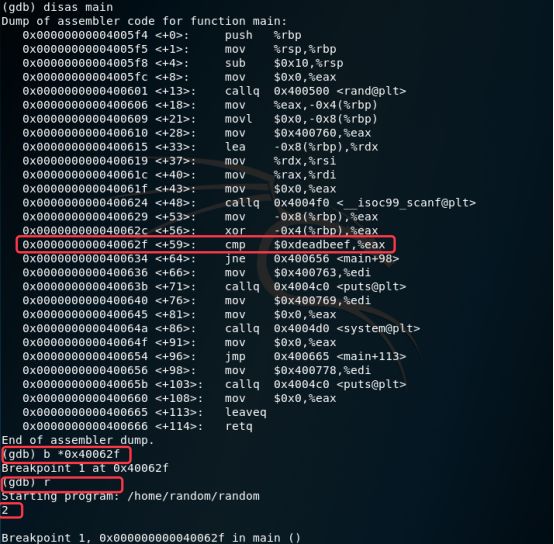 (gdb) disas main
Dump of assembler code for function main:
0x00000000004005f4 <+0>: push %rbp
0x00000000004005f5 <+1>: mov %rsp,%rbp
0x00000000004005f8 <+4>: sub $0x10,%rsp
0x00000000004005fc <+8>: mov $0x0,%eax
0x0000000000400601 <+13>: callq 0x400500 <rand@plt>
0x0000000000400606 <+18>: mov %eax,-0x4(%rbp)
0x0000000000400609 <+21>: movl $0x0,-0x8(%rbp)
0x0000000000400610 <+28>: mov $0x400760,%eax
0x0000000000400615 <+33>: lea -0x8(%rbp),%rdx
0x0000000000400619 <+37>: mov %rdx,%rsi
0x000000000040061c <+40>: mov %rax,%rdi
0x000000000040061f <+43>: mov $0x0,%eax
0x0000000000400624 <+48>: callq 0x4004f0 <__isoc99_scanf@plt>
0x0000000000400629 <+53>: mov -0x8(%rbp),%eax
0x000000000040062c <+56>: xor -0x4(%rbp),%eax
0x000000000040062f <+59>: cmp $0xdeadbeef,%eax
0x0000000000400634 <+64>: jne 0x400656 <main+98>
0x0000000000400636 <+66>: mov $0x400763,%edi
0x000000000040063b <+71>: callq 0x4004c0 <puts@plt>
0x0000000000400640 <+76>: mov $0x400769,%edi
0x0000000000400645 <+81>: mov $0x0,%eax
0x000000000040064a <+86>: callq 0x4004d0 <system@plt>
0x000000000040064f <+91>: mov $0x0,%eax
0x0000000000400654 <+96>: jmp 0x400665 <main+113>
0x0000000000400656 <+98>: mov $0x400778,%edi
0x000000000040065b <+103>: callq 0x4004c0 <puts@plt>
0x0000000000400660 <+108>: mov $0x0,%eax
0x0000000000400665 <+113>: leaveq
0x0000000000400666 <+114>: retq
End of assembler dump.
(gdb) b *0x40062f
Breakpoint 1 at 0x40062f
(gdb) r
Starting program: /home/random/random
2
Breakpoint 1, 0x000000000040062f in main ()